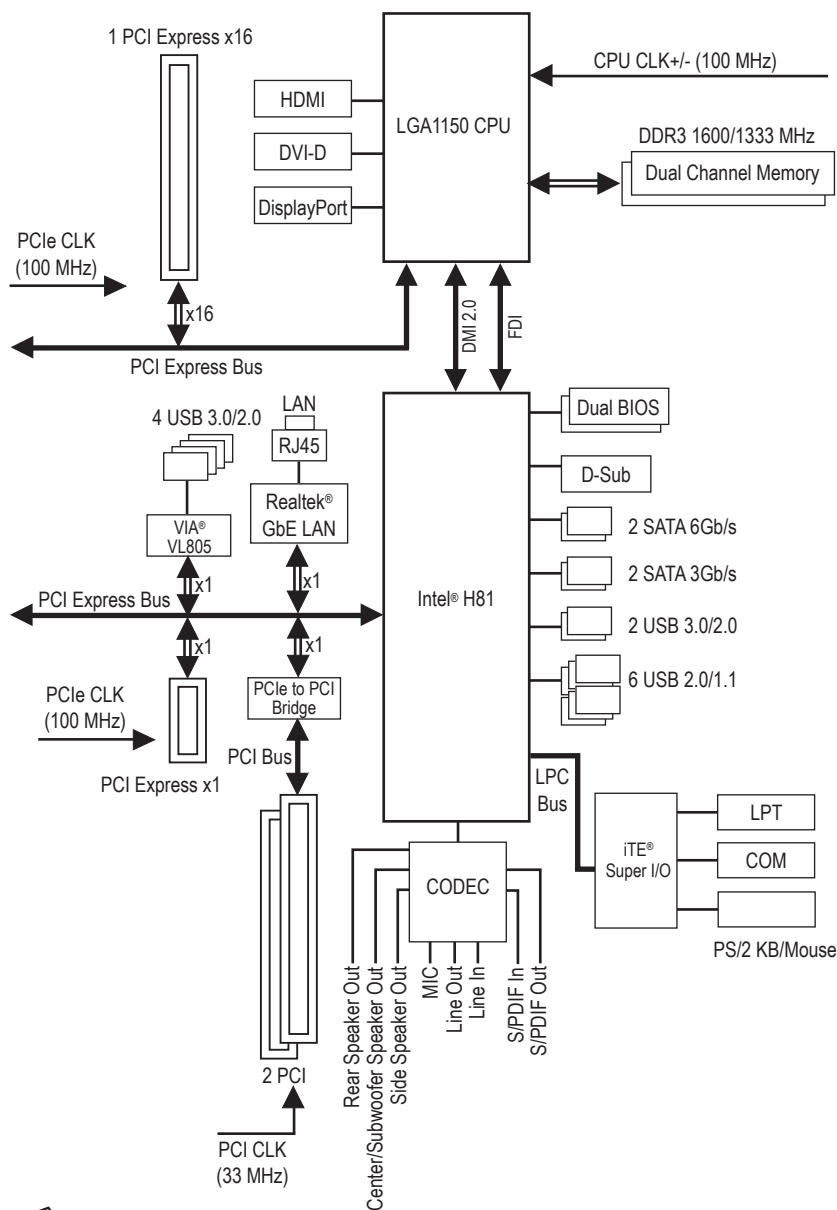 1 PCI Express x16
CPU CLK+/- (100 MHz)
HDMI
LGA1150 CPU
DDR3 1600/1333 MHz
DVI-D
Dual Channel Memory
DisplayPort
PCIe CLK
(100 MHz)
x16
DMI 2.0
FDI
PCI Express Bus
4 USB 3.0/2.0
LAN
RJ45
Dual BIOS
D-Sub
Realtek®
GbE LAN
VIA®
VL805
2 SATA 6Gb/s
x1
x1
2 SATA 3Gb/s
PCI Express Bus
Intel® H81
2 USB 3.0/2.0
x1
x1
6 USB 2.0/1.1
PCIe CLK
(100 MHz)
PCIe to PCI
Bridge
PCI Bus
PCI Express x1
LPC
Bus
iTE®
Super I/O
LPT
COM
PS/2 KB/Mouse
CODEC
Rear Speaker Out
Center/Subwoofer Speaker Out
Side Speaker Out
MIC
Line Out
Line In
S/PDIF In
S/PDIF Out
2 PCI
PCI CLK
(33 MHz)